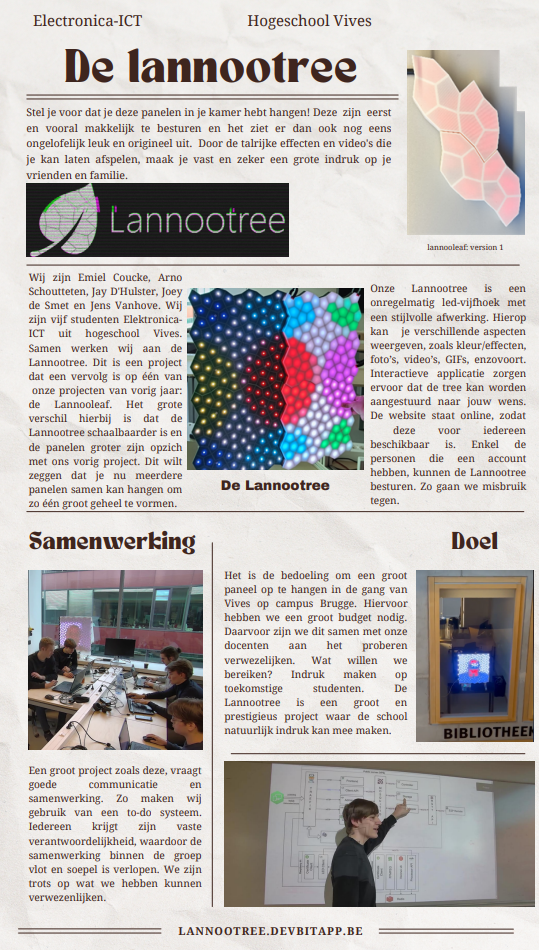 Electronica-ICT
Hogeschool Vives
De lannootree
Stel je voor dat je deze panelen in je kamer hebt hangen! Deze zijn eerst
en vooral makkelijk te besturen en het ziet er dan ook nog eens
ongelofelijk leuk en origineel uit. Door de talrijke effecten en video's die
je kan laten afspelen, maak je vast en zeker een grote indruk op je
vrienden en familie.
Lannootree
lannooleaf: version 1
Wij zijn Emiel Coucke, Arno
Schoutteten, Jay D'Hulster, Joey
de Smet en Jens Vanhove. Wij
zijn vijf studenten Elektronica-
ICT uit hogeschool Vives.
Samen werken wij aan de
Lannootree. Dit is een project
dat een vervolg is op één van
onze projecten van vorig jaar:
de Lannooleaf. Het grote
verschil hierbij is dat de
Lannootree schaalbaarder is en
de panelen groter zijn opzich
met ons vorig project. Dit wilt
zeggen dat je nu meerdere
panelen samen kan hangen om
zo één groot geheel te vormen.
De Lannootree
Onze Lannootree is een
onregelmatig led-vijfhoek met
een stijlvolle afwerking. Hierop
kan je verschillende aspecten
weergeven, zoals kleur/effecten,
foto's, video's, GIFs, enzovoort.
Interactieve applicatie zorgen
ervoor dat de tree kan worden
aangestuurd naar jouw wens.
De website staat online, zodat
deze voor iedereen
beschikbaar is. Enkel de
personen die een account
hebben, kunnen de Lannootree
besturen. Zo gaan we misbruik
tegen.
Samenwerking
Een groot project zoals deze, vraagt
goede communicatie en
samenwerking. Zo maken wij
gebruik van een to-do systeem.
Iedereen krijgt zijn vaste
verantwoordelijkheid, waardoor de
samenwerking binnen de groep
vlot en soepel is verlopen. We zijn
trots op wat we hebben kunnen
verwezenlijken.
Doel
Het is de bedoeling om een groot
paneel op te hangen in de gang van
Vives op campus Brugge. Hiervoor
hebben we een groot budget nodig.
Daarvoor zijn we dit samen met onze
docenten aan het proberen
verwezelijken. Wat willen we
bereiken? Indruk maken op
toekomstige studenten. De
Lannootree is een groot en
prestigieus project waar de school
natuurlijk indruk kan mee maken.
BIBLIOTHEEK
LANNOOTREE.DEVBITAPP.BE